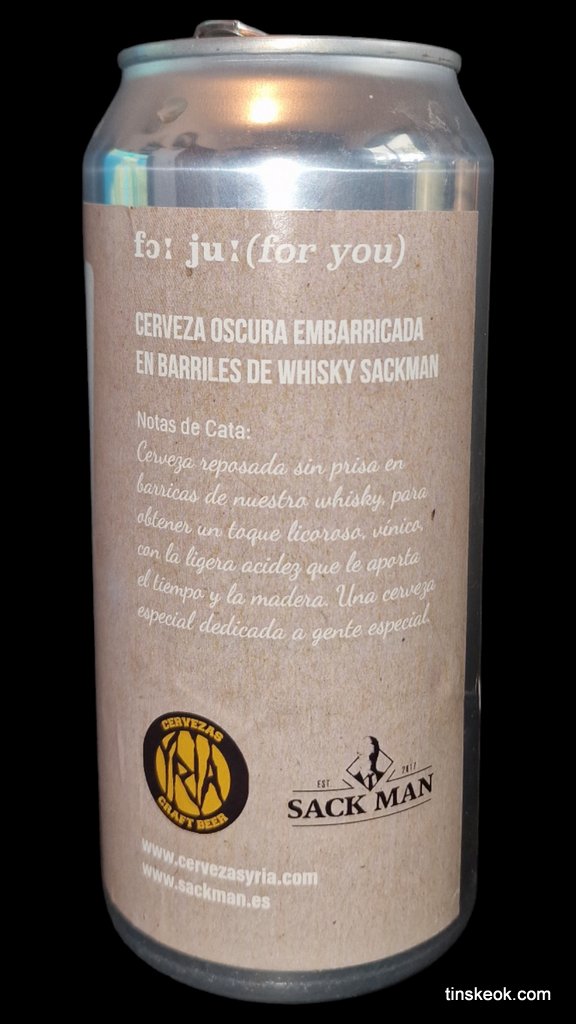 fɔː juː(for you)
CERVEZA OSCURA EMBARRICADA
EN BARRILES DE WHISKY SACKMAN
Notas de Cata:
Cerveza reposada sin prisa en
barricas de nuestro whisky, para
obtener un toque licoroso, vínico,
con la ligera acidez que le aporta
el tiempo y la madera. Una cerveza
especial dedicada a gente especial.
CERVEZAS
YRIA
CRAFT BEER
EST. 2017
SACK MAN
www.cervezasyria.com
www.sackman.es
tinskeok.com